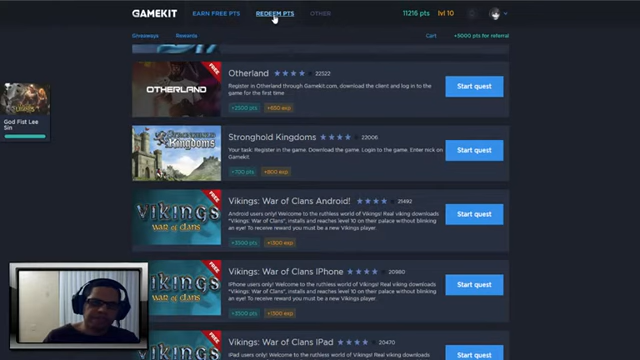 GAMEKIT EARN FREE PTS REDEEM PTS OTHER 11216 pts lvl 10
Giveaways Rewards Cart +5000 pts for referral
God Fist Lee
Sin
FREE
OTHERLAND
Otherland 22522
Register in Otherland through Gamekit.com, download the client and log in to the
game for the first time
Start quest
Stronghold
Kingdoms
Stronghold Kingdoms 22006
Your task: Register in the game. Download the game. Login to the game. Enter nick on
Gamekit.
+700 pts +800 exp
Start quest
FREE
VIKINGS
WAR OF CLANS
Vikings: War of Clans Android! 21492
Android users only! Welcome to the ruthless world of Vikings! Real viking downloads
"Vikings: War of Clans", installs and reaches level 10 on their palace without blinking
an eye! To receive reward you must be a new Vikings player.
+3500 pts +1300 exp
Start quest
FREE
VIKINGS
WAR OF CLANS
Vikings: War of Clans IPhone 20980
IPhone users only! Welcome to the ruthless world of Vikings! Real viking downloads
"Vikings: War of Clans", installs and reaches level 10 on their palace without blinking
an eye! To receive reward you must be a new Vikings player.
+3500 pts +1300 exp
Start quest
FREE
VIKINGS
Vikings: War of Clans IPad 20470
IPad users only! Welcome to the ruthless world of Vikings! Real viking downloads
Start quest